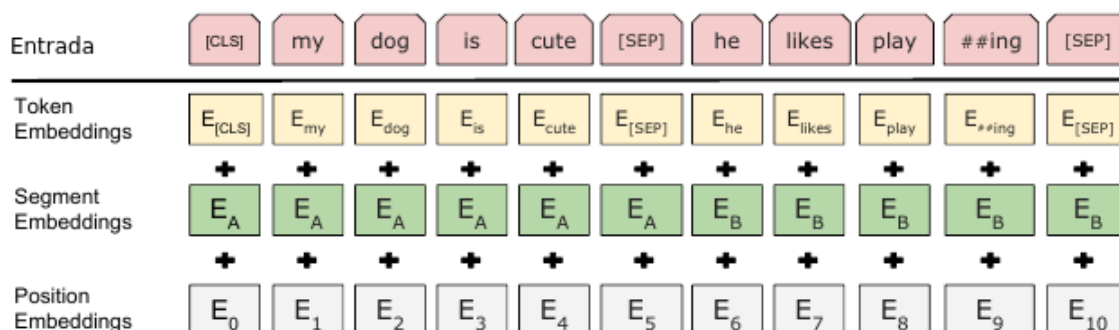 Entrada [CLS] my dog is cute [SEP] he likes play ##ing [SEP]
Token Embeddings E[CLS] Emy Edog Eis Ecute E[SEP] Ehe Elikes Eplay E##ing E[SEP]
+ + + + + + + + + + +
Segment Embeddings EA EA EA EA EA EA EB EB EB EB EB
+ + + + + + + + + + +
Position Embeddings E0 E1 E2 E3 E4 E5 E6 E7 E8 E9 E10